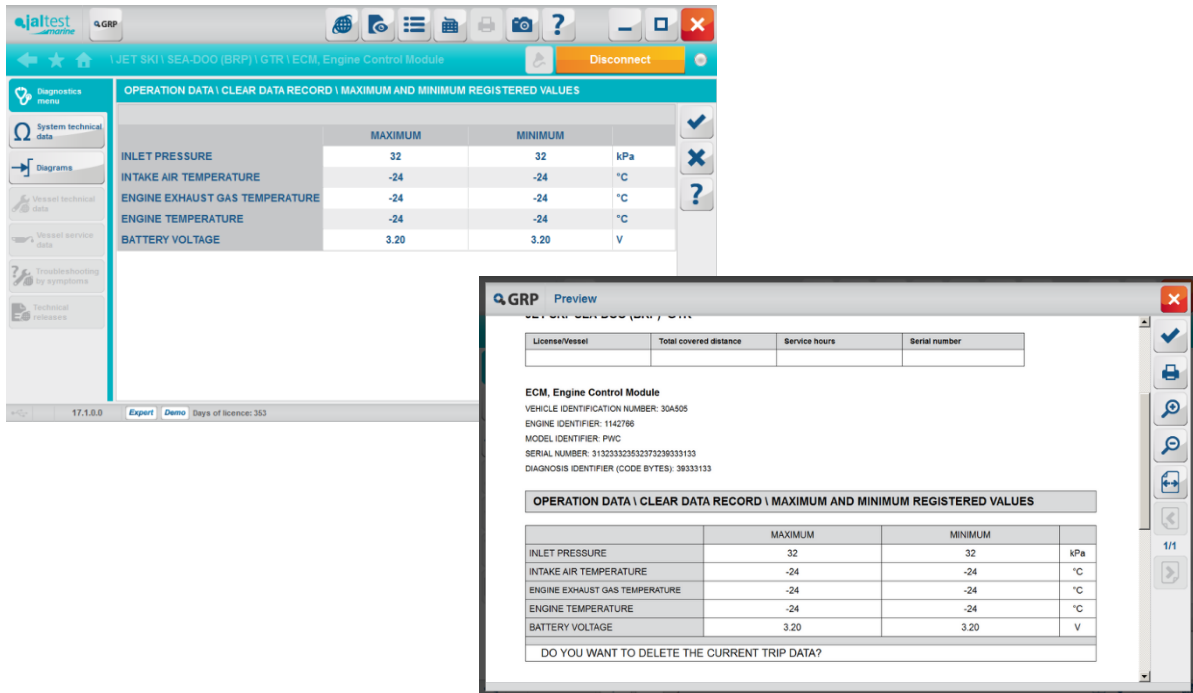 jaltest marine GRP ?
\ JET SKI \ SEA-DOO (BRP) \ GTR \ ECM, Engine Control Module Disconnect
Diagnostics menu
System technical data
Diagrams
Vessel technical data
Vessel service data
Troubleshooting by symptoms
Technical releases
OPERATION DATA \ CLEAR DATA RECORD \ MAXIMUM AND MINIMUM REGISTERED VALUES
MAXIMUM MINIMUM
INLET PRESSURE 32 32 kPa
INTAKE AIR TEMPERATURE -24 -24 °C
ENGINE EXHAUST GAS TEMPERATURE -24 -24 °C
ENGINE TEMPERATURE -24 -24 °C
BATTERY VOLTAGE 3.20 3.20 V
?
17.1.0.0 Expert Demo Days of licence: 353
GRP Preview
License/Vessel Total covered distance Service hours Serial number
ECM, Engine Control Module
VEHICLE IDENTIFICATION NUMBER: 30A505
ENGINE IDENTIFIER: 1142766
MODEL IDENTIFIER: PWC
SERIAL NUMBER: 31323332353237323933 3133
DIAGNOSIS IDENTIFIER (CODE BYTES): 39333133
OPERATION DATA \ CLEAR DATA RECORD \ MAXIMUM AND MINIMUM REGISTERED VALUES
MAXIMUM MINIMUM
INLET PRESSURE 32 32 kPa
INTAKE AIR TEMPERATURE -24 -24 °C
ENGINE EXHAUST GAS TEMPERATURE -24 -24 °C
ENGINE TEMPERATURE -24 -24 °C
BATTERY VOLTAGE 3.20 3.20 V
DO YOU WANT TO DELETE THE CURRENT TRIP DATA?
1/1